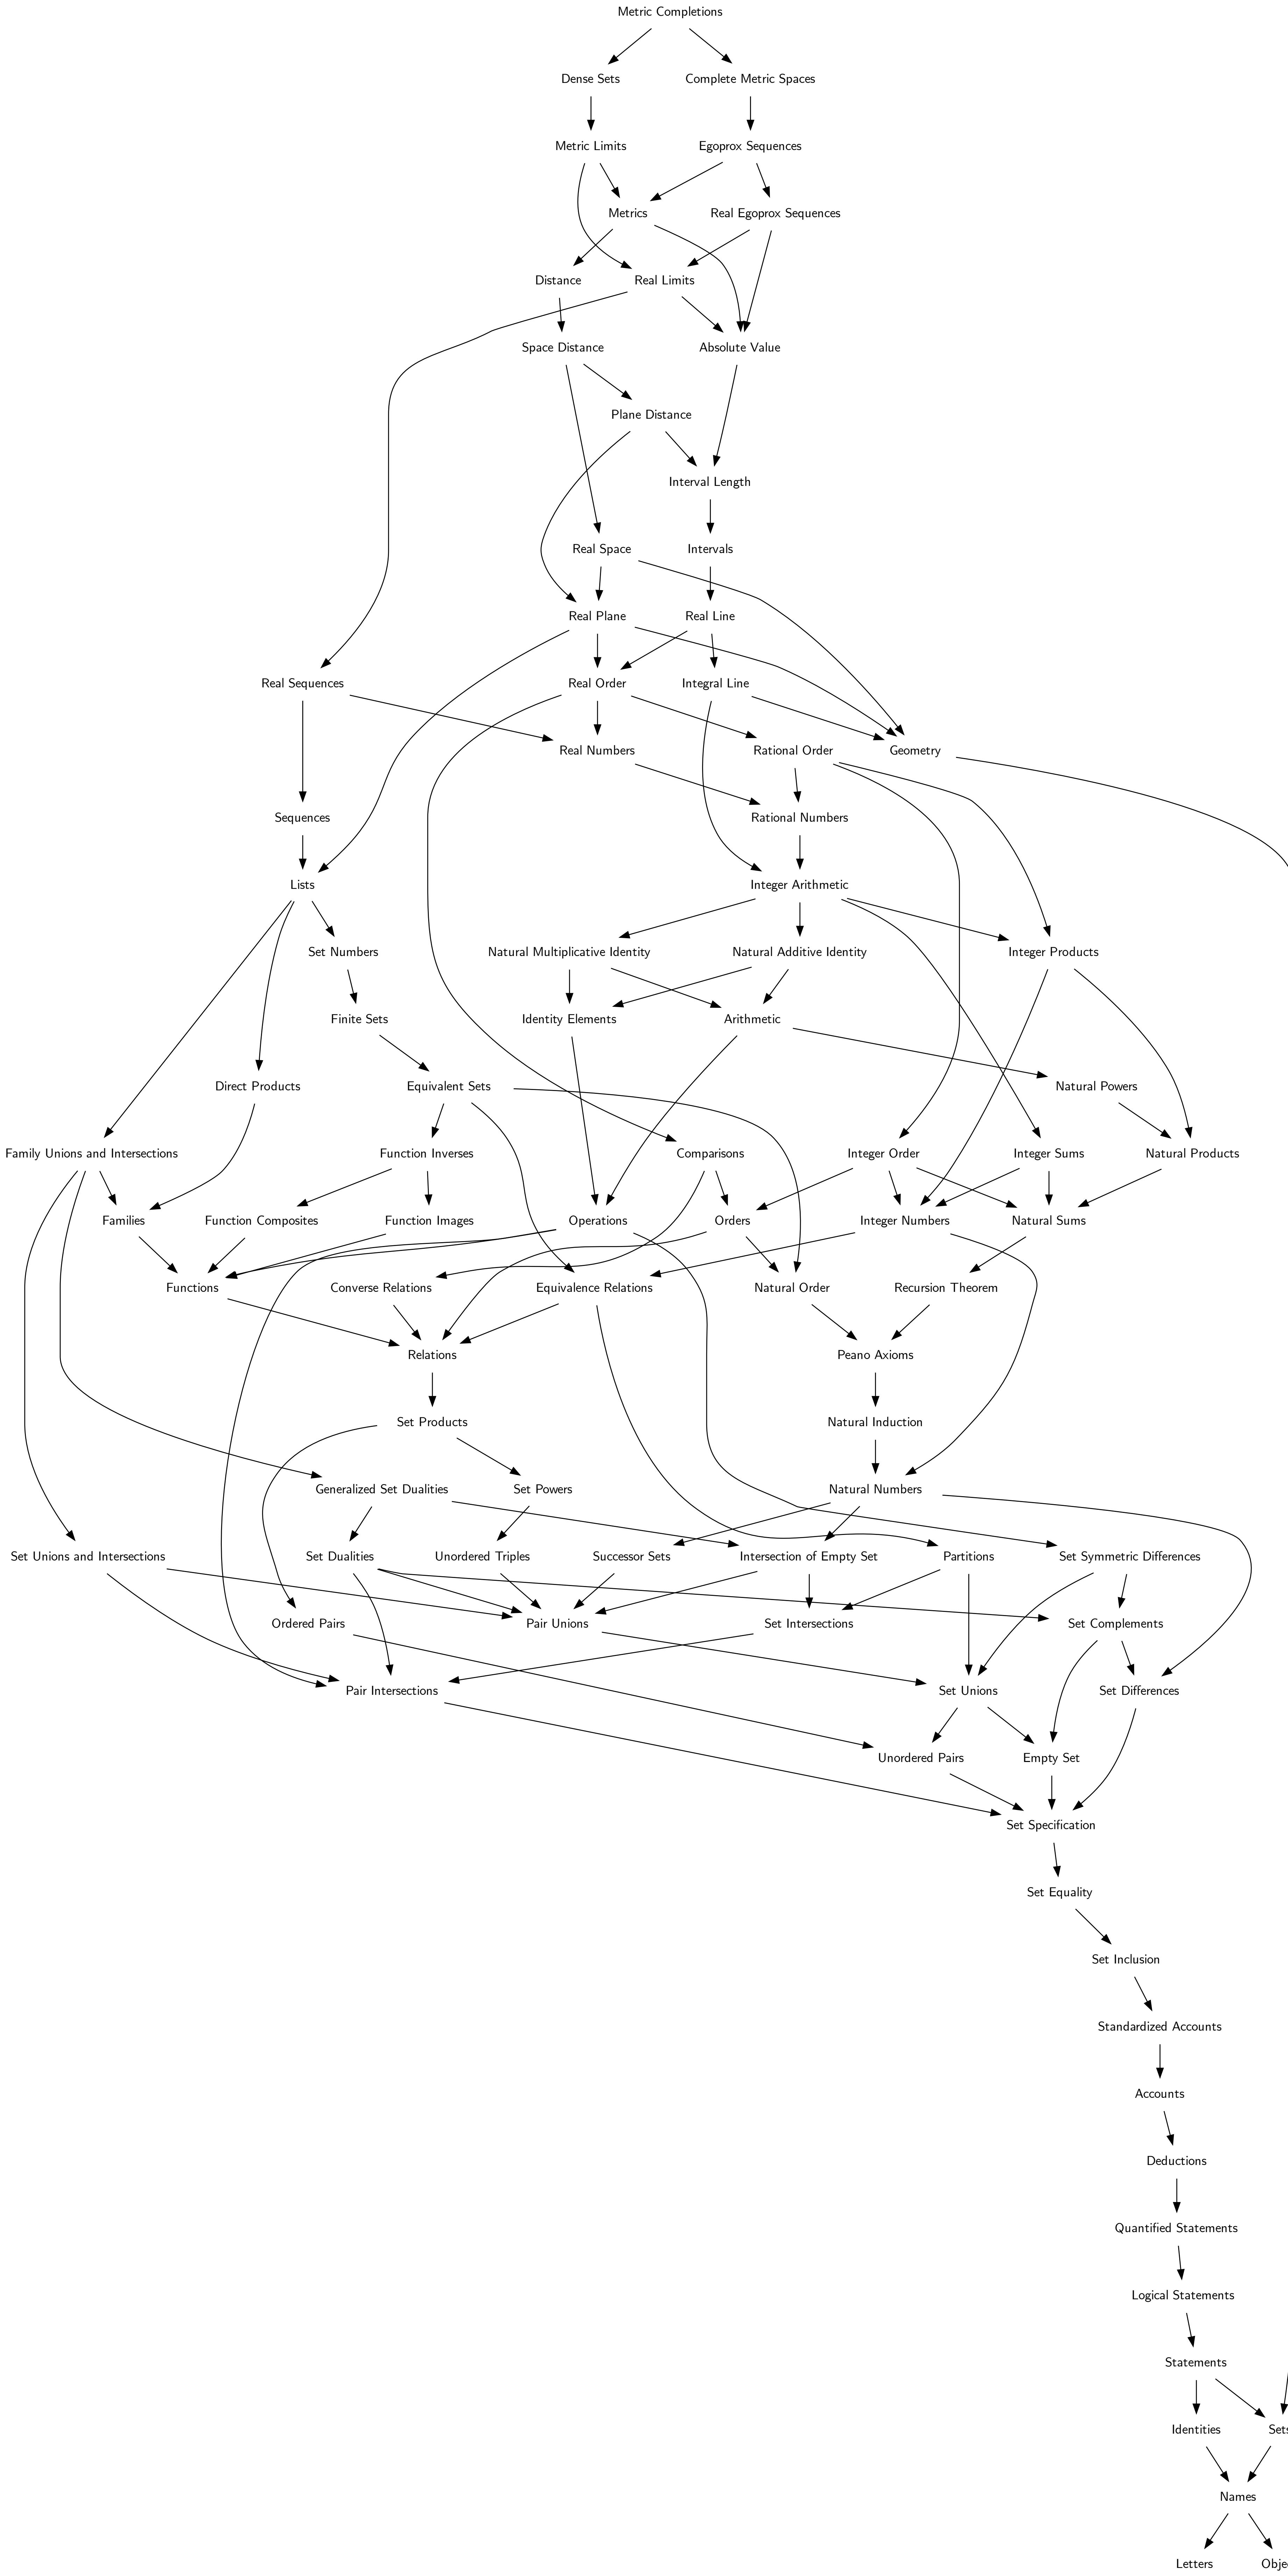 Metric Completions
Dense Sets
Complete Metric Spaces
Metric Limits
Egoprox Sequences
Metrics
Real Egoprox Sequences
Distance
Real Limits
Space Distance
Absolute Value
Plane Distance
Interval Length
Real Space
Intervals
Real Plane
Real Line
Real Sequences
Real Order
Integral Line
Real Numbers
Rational Order
Geometry
Sequences
Rational Numbers
Lists
Integer Arithmetic
Set Numbers
Natural Multiplicative Identity
Natural Additive Identity
Integer Products
Finite Sets
Identity Elements
Arithmetic
Direct Products
Equivalent Sets
Natural Powers
Family Unions and Intersections
Function Inverses
Comparisons
Integer Order
Integer Sums
Natural Products
Families
Function Composites
Function Images
Operations
Orders
Integer Numbers
Natural Sums
Functions
Converse Relations
Equivalence Relations
Natural Order
Recursion Theorem
Relations
Peano Axioms
Set Products
Natural Induction
Generalized Set Dualities
Set Powers
Natural Numbers
Set Unions and Intersections
Set Dualities
Unordered Triples
Successor Sets
Intersection of Empty Set
Partitions
Set Symmetric Differences
Ordered Pairs
Pair Unions
Set Intersections
Set Complements
Pair Intersections
Set Unions
Set Differences
Unordered Pairs
Empty Set
Set Specification
Set Equality
Set Inclusion
Standardized Accounts
Accounts
Deductions
Quantified Statements
Logical Statements
Statements
Identities
Sets
Names
Letters
Obje